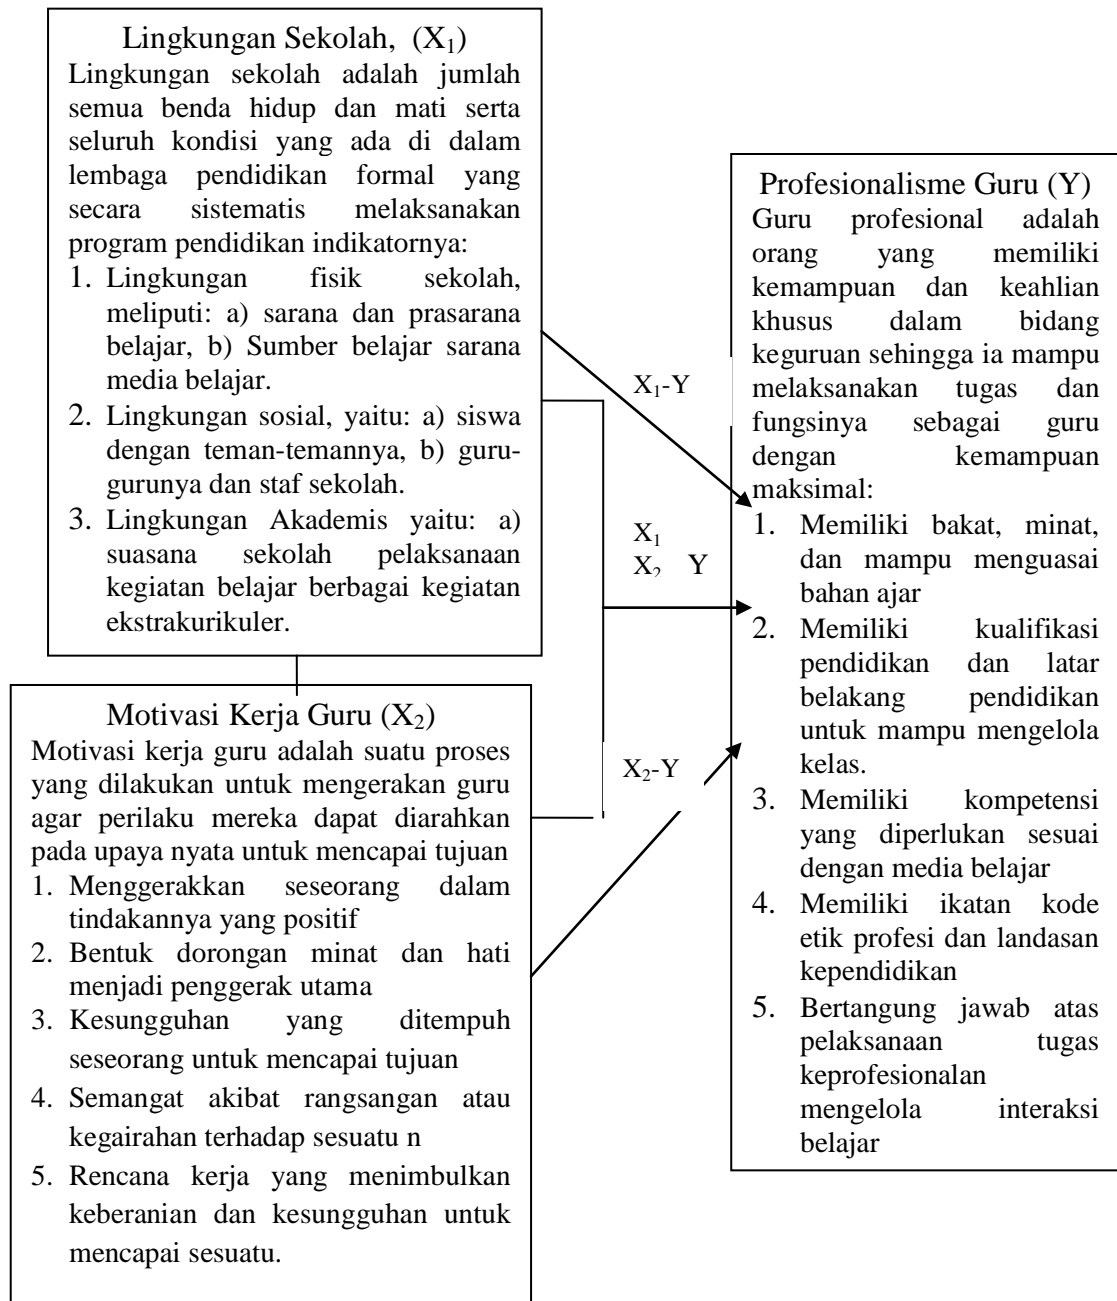 Lingkungan Sekolah, (X₁)
Lingkungan sekolah adalah jumlah
semua benda hidup dan mati serta
seluruh kondisi yang ada di dalam
lembaga pendidikan formal yang
secara sistematis melaksanakan
program pendidikan indikatornya:
1. Lingkungan fisik sekolah,
meliputi: a) sarana dan prasarana
belajar, b) Sumber belajar sarana
media belajar.
2. Lingkungan sosial, yaitu: a) siswa
dengan teman-temannya, b) guru-
gurunya dan staf sekolah.
3. Lingkungan Akademis yaitu: a)
suasana sekolah pelaksanaan
kegiatan belajar berbagai kegiatan
ekstrakurikuler.
Motivasi Kerja Guru (X₂)
Motivasi kerja guru adalah suatu proses
yang dilakukan untuk mengerakan guru
agar perilaku mereka dapat diarahkan
pada upaya nyata untuk mencapai tujuan
1. Menggerakkan seseorang dalam
tindakannya yang positif
2. Bentuk dorongan minat dan hati
menjadi penggerak utama
3. Kesungguhan yang ditempuh
seseorang untuk mencapai tujuan
4. Semangat akibat rangsangan atau
kegairahan terhadap sesuatu n
5. Rencana kerja yang menimbulkan
keberanian dan kesungguhan untuk
mencapai sesuatu.
X₁-Y
X₁
X₂ Y
X₂-Y
Profesionalisme Guru (Y)
Guru profesional adalah
orang yang memiliki
kemampuan dan keahlian
khusus dalam bidang
keguruan sehingga ia mampu
melaksanakan tugas dan
fungsinya sebagai guru
dengan kemampuan
maksimal:
1. Memiliki bakat, minat,
dan mampu menguasai
bahan ajar
2. Memiliki kualifikasi
pendidikan dan latar
belakang pendidikan
untuk mampu mengelola
kelas.
3. Memiliki kompetensi
yang diperlukan sesuai
dengan media belajar
4. Memiliki ikatan kode
etik profesi dan landasan
kependidikan
5. Bertangung jawab atas
pelaksanaan tugas
keprofesionalan
mengelola interaksi
belajar